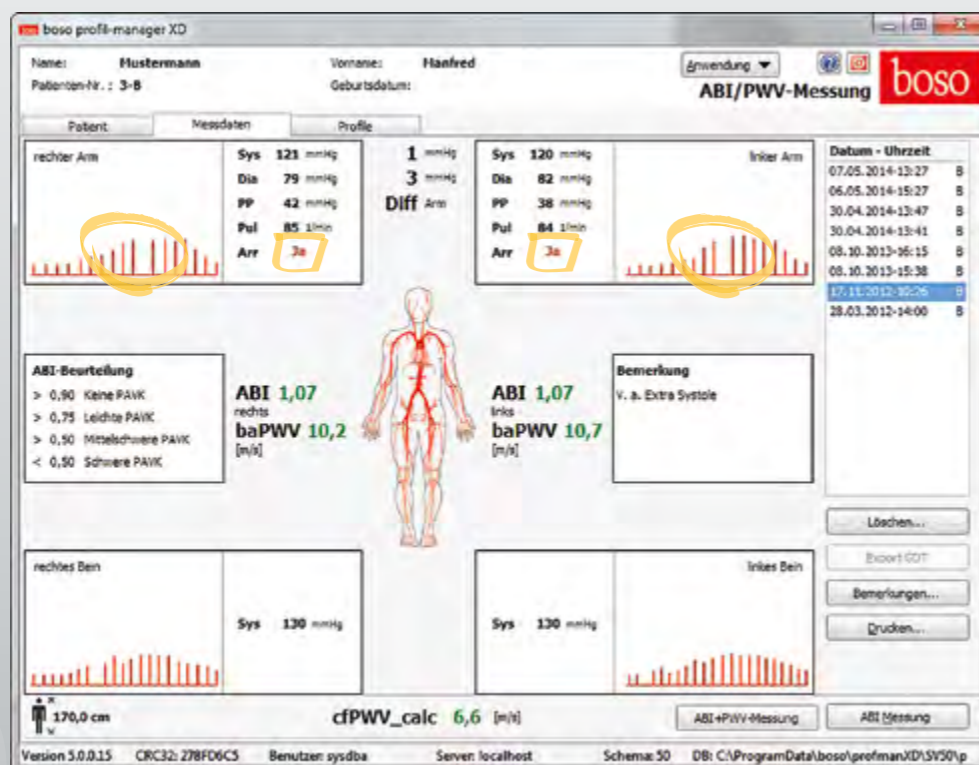 boso profil-manager XD
Name: Mustermann Vorname: Manfred
Patienten-Nr. : 3-B Geburtsdatum:
Anwendung
ABI/PWV-Messung
boso
Patient Messdaten Profile
rechter Arm
Sys 121 mmHg
Dia 79 mmHg
PP 42 mmHg
Pul 85 1/min
Arr Ja
1 mmHg
3 mmHg
Diff Arm
Sys 120 mmHg
Dia 82 mmHg
PP 38 mmHg
Pul 84 1/min
Arr Ja
linker Arm
Datum - Uhrzeit
07.05.2014-13:27 B
06.05.2014-15:27 B
30.04.2014-13:47 B
30.04.2014-13:41 B
08.10.2013-16:15 B
08.10.2013-15:38 B
17.11.2012-10:26 B
28.03.2012-14:00 B
ABI-Beurteilung
> 0,90 Keine PAVK
> 0,75 Leichte PAVK
> 0,50 Mittelschwere PAVK
< 0,50 Schwere PAVK
ABI 1,07
rechts
baPWV 10,2
[m/s]
ABI 1,07
links
baPWV 10,7
[m/s]
Bemerkung
V. a. Extra Systole
Löschen...
Export GDT
Bemerkungen...
Drucken...
rechtes Bein
Sys 130 mmHg
Sys 130 mmHg
linkes Bein
170,0 cm
cfPWV_calc 6,6 [m/s]
ABI+PWV-Messung
ABI Messung
Version 5.0.0.15 CRC32: 278FD6C5 Benutzer: sysdba Server: localhost Schema: 50 DB: C:\ProgramData\boso\profmanXD\SV50\p